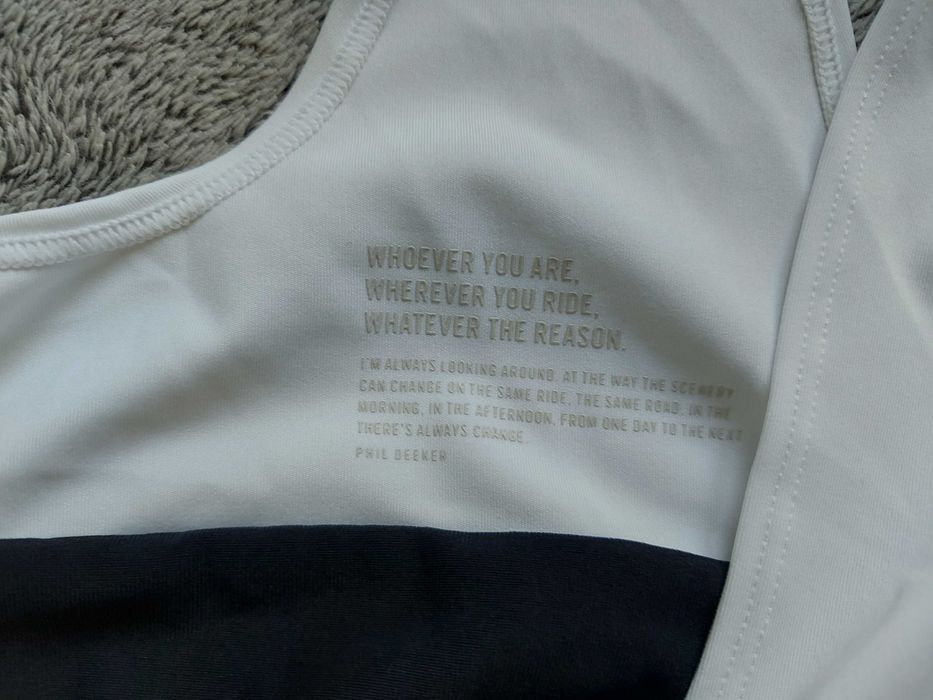 WHOEVER YOU ARE,
WHEREVER YOU RIDE,
WHATEVER THE REASON.
I'M ALWAYS LOOKING AROUND. AT THE WAY THE SCENERY
CAN CHANGE ON THE SAME RIDE, THE SAME ROAD. IN THE
MORNING, IN THE AFTERNOON, FROM ONE DAY TO THE NEXT
THERE'S ALWAYS CHANGE.
PHIL DEEKER